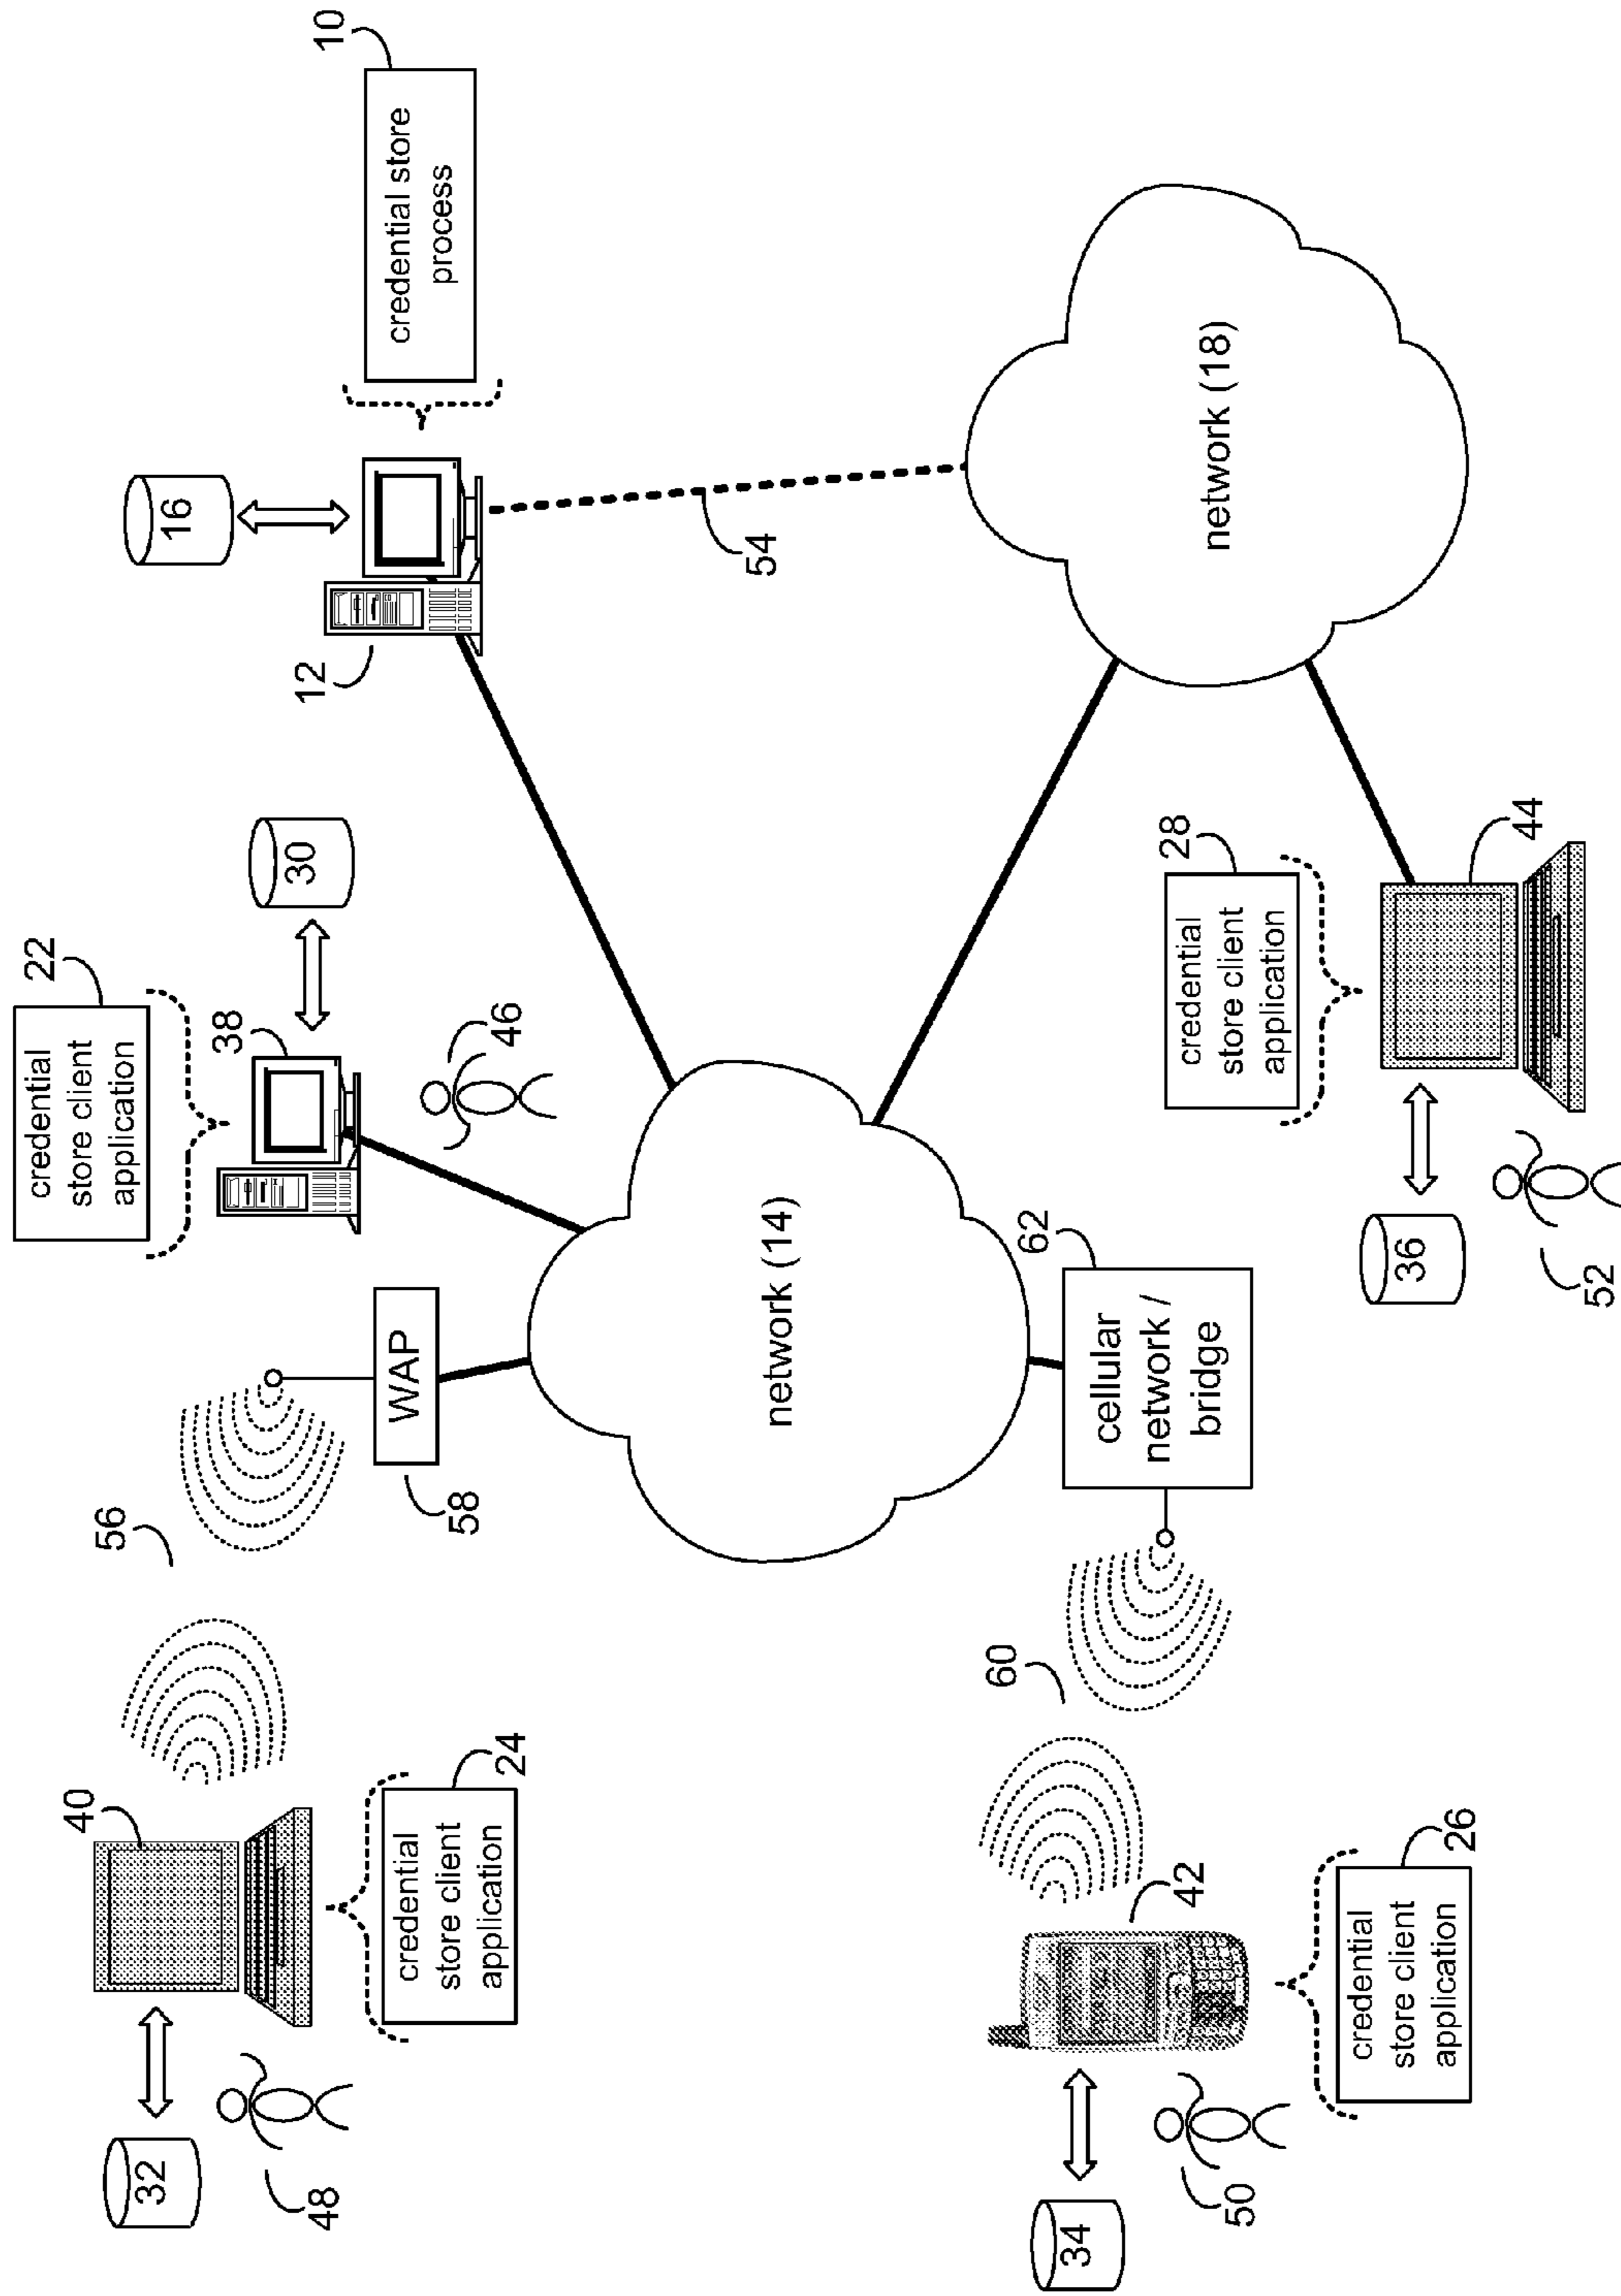 32
48
40
credential
store client
application
24
56
WAP
58
credential
store client
application
22
38
30
46
16
12
credential store
process
10
54
network (14)
network (18)
34
50
42
credential
store client
application
26
60
cellular
network /
bridge
62
36
52
credential
store client
application
28
44